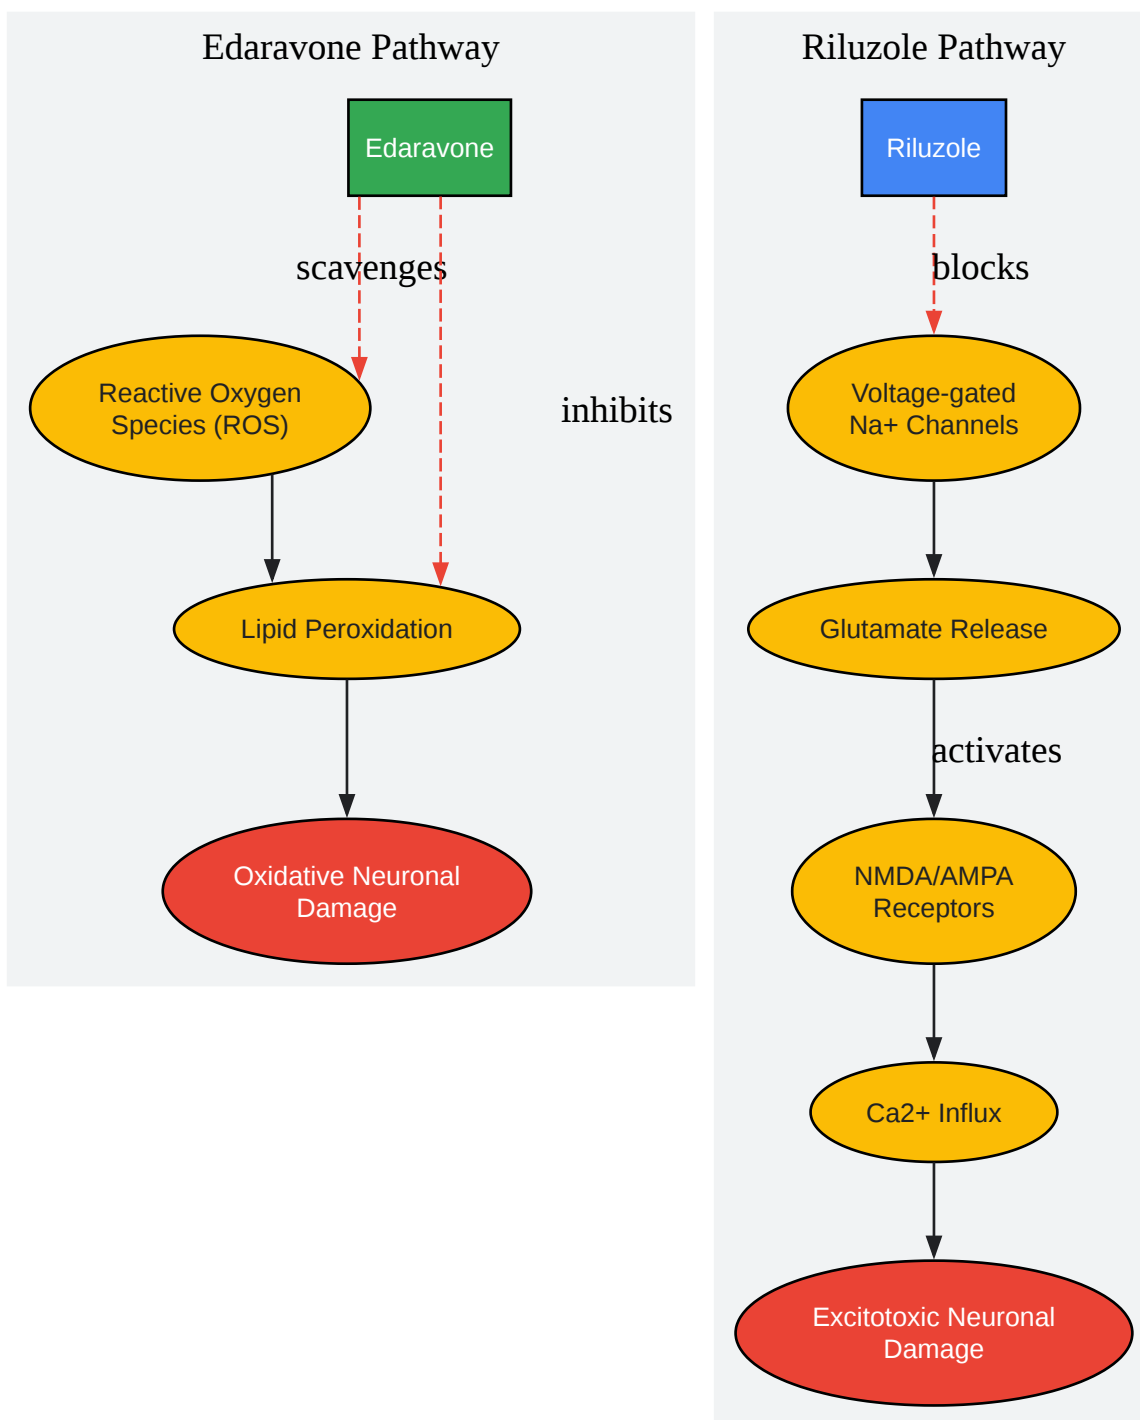 Edaravone Pathway
Edaravone
scavenges
inhibits
Reactive Oxygen
Species (ROS)
Lipid Peroxidation
Oxidative Neuronal
Damage
Riluzole Pathway
Riluzole
blocks
Voltage-gated
Na+ Channels
Glutamate Release
activates
NMDA/AMPA
Receptors
Ca2+ Influx
Excitotoxic Neuronal
Damage